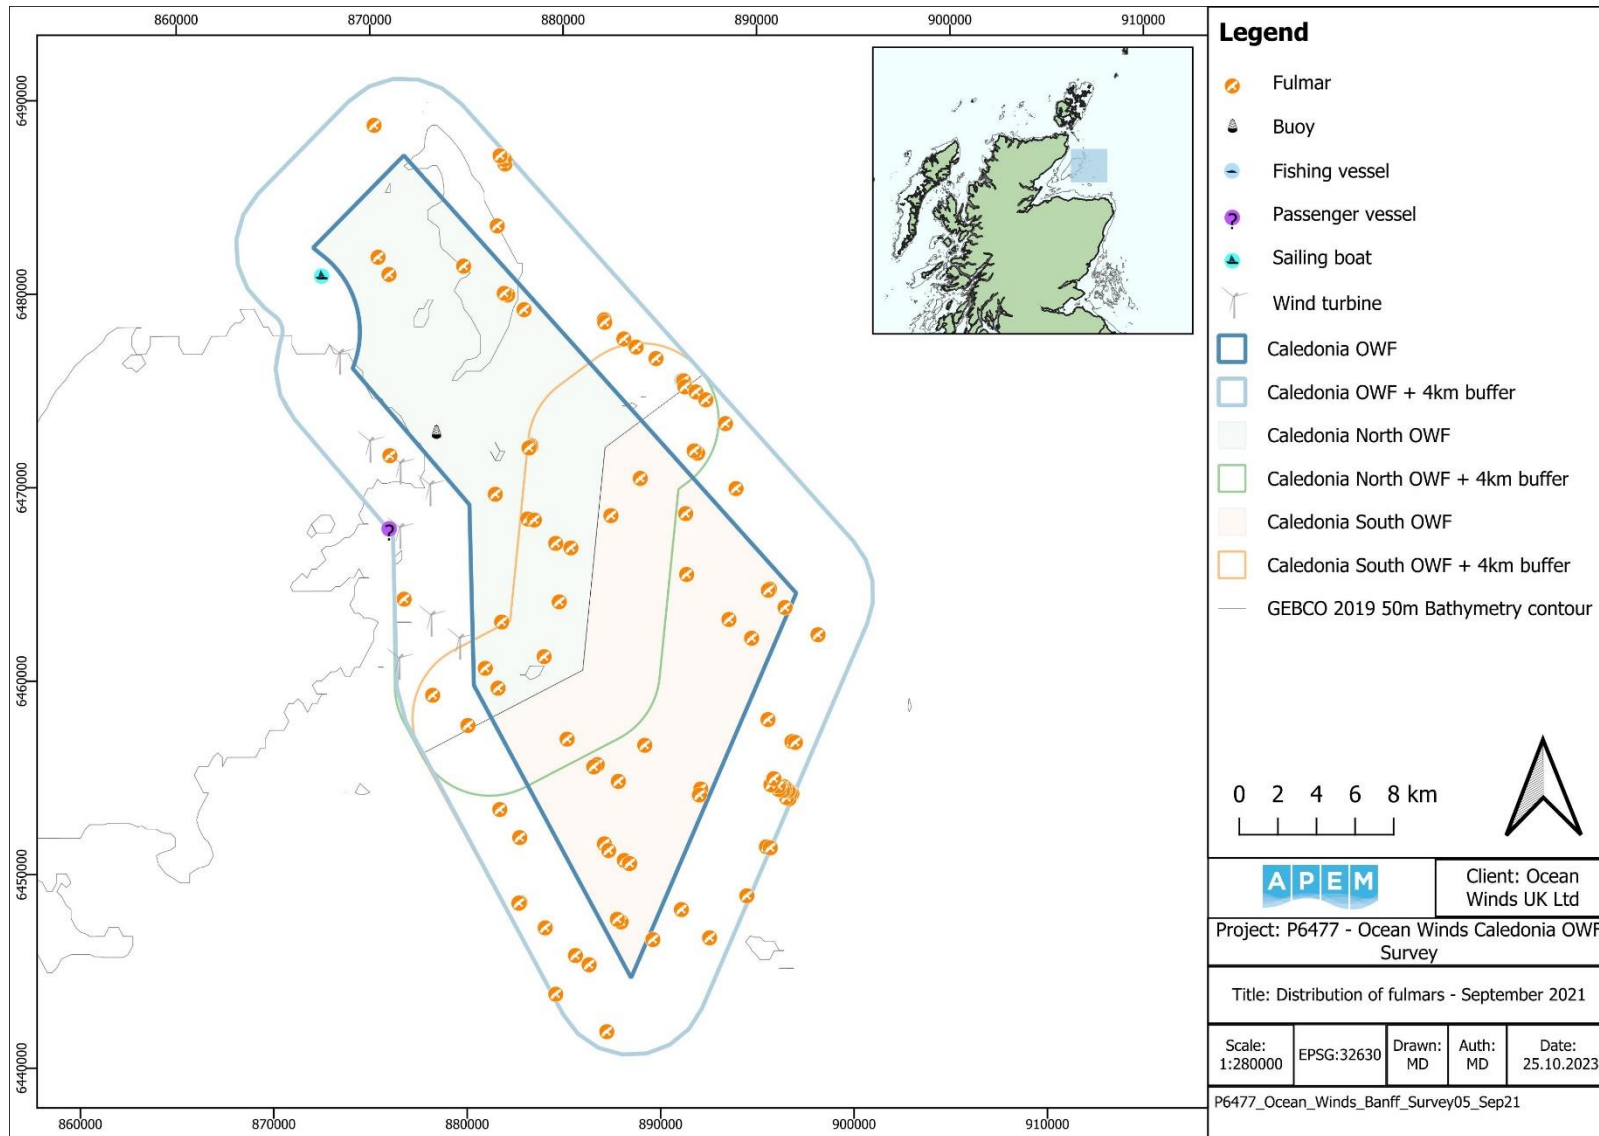 860000 870000 880000 890000 900000 910000
6490000
6480000
6470000
6460000
6450000
6440000
860000 870000 880000 890000 900000 910000
Legend
Fulmar
Buoy
Fishing vessel
? Passenger vessel
Sailing boat
Wind turbine
Caledonia OWF
Caledonia OWF + 4km buffer
Caledonia North OWF
Caledonia North OWF + 4km buffer
Caledonia South OWF
Caledonia South OWF + 4km buffer
GEBCO 2019 50m Bathymetry contour
?
0 2 4 6 8 km
APEM
Client: Ocean
Winds UK Ltd
Project: P6477 - Ocean Winds Caledonia OWF
Survey
Title: Distribution of fulmars - September 2021
Scale:
1:280000
EPSG:32630
Drawn:
MD
Auth:
MD
Date:
25.10.2023
P6477_Ocean_Winds_Banff_Survey05_Sep21